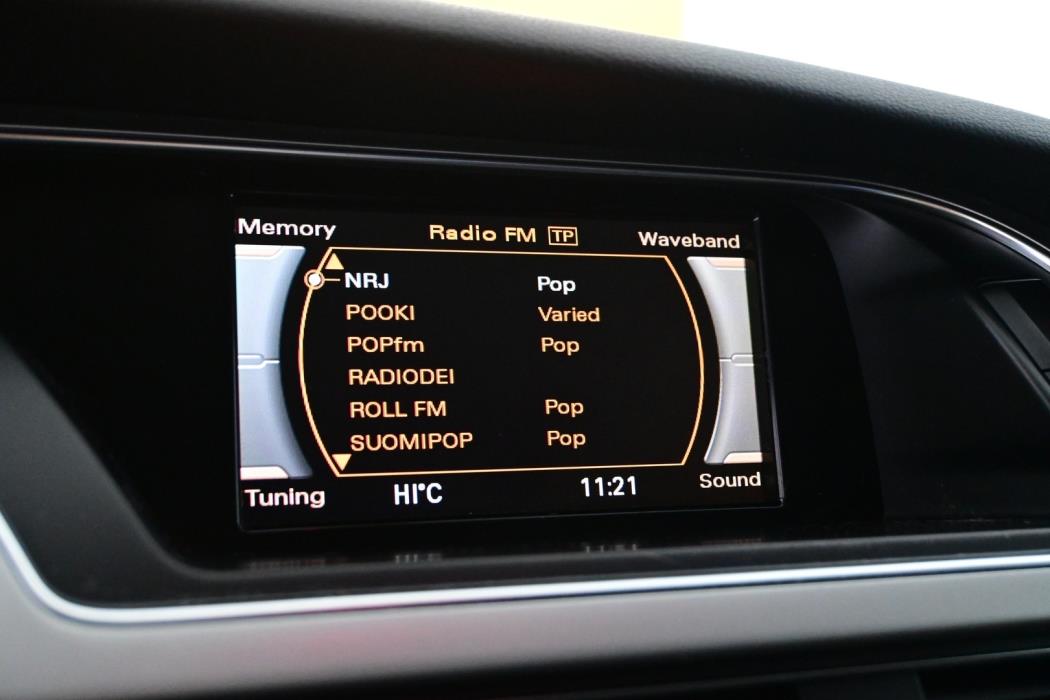 Memory Radio FM TP Waveband
NRJ Pop
POOKI Varied
POPfm Pop
RADIODEI
ROLL FM Pop
SUOMIPOP Pop
Tuning HI°C 11:21 Sound